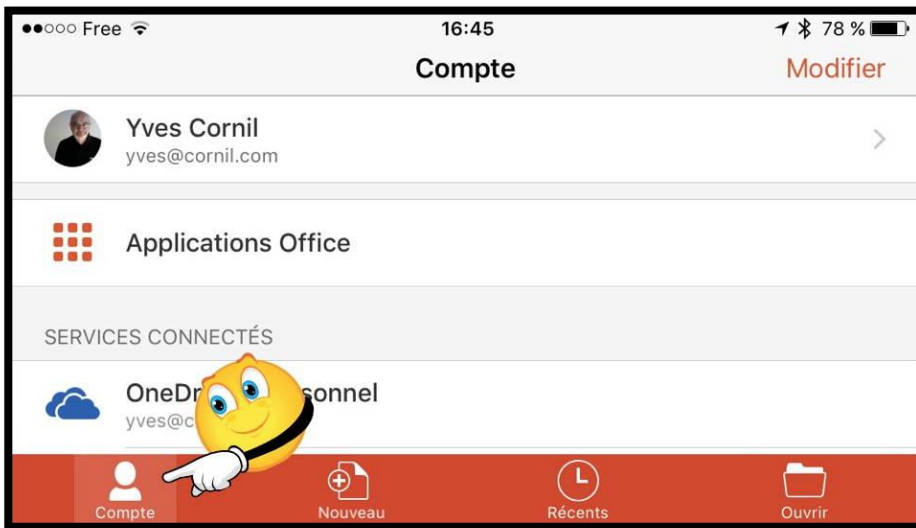 Free 16:45 78 %
Compte Modifier
Yves Cornil
yves@cornil.com
Applications Office
SERVICES CONNECTÉS
OneDr sonnel
yves@c
Compte Nouveau Récents Ouvrir